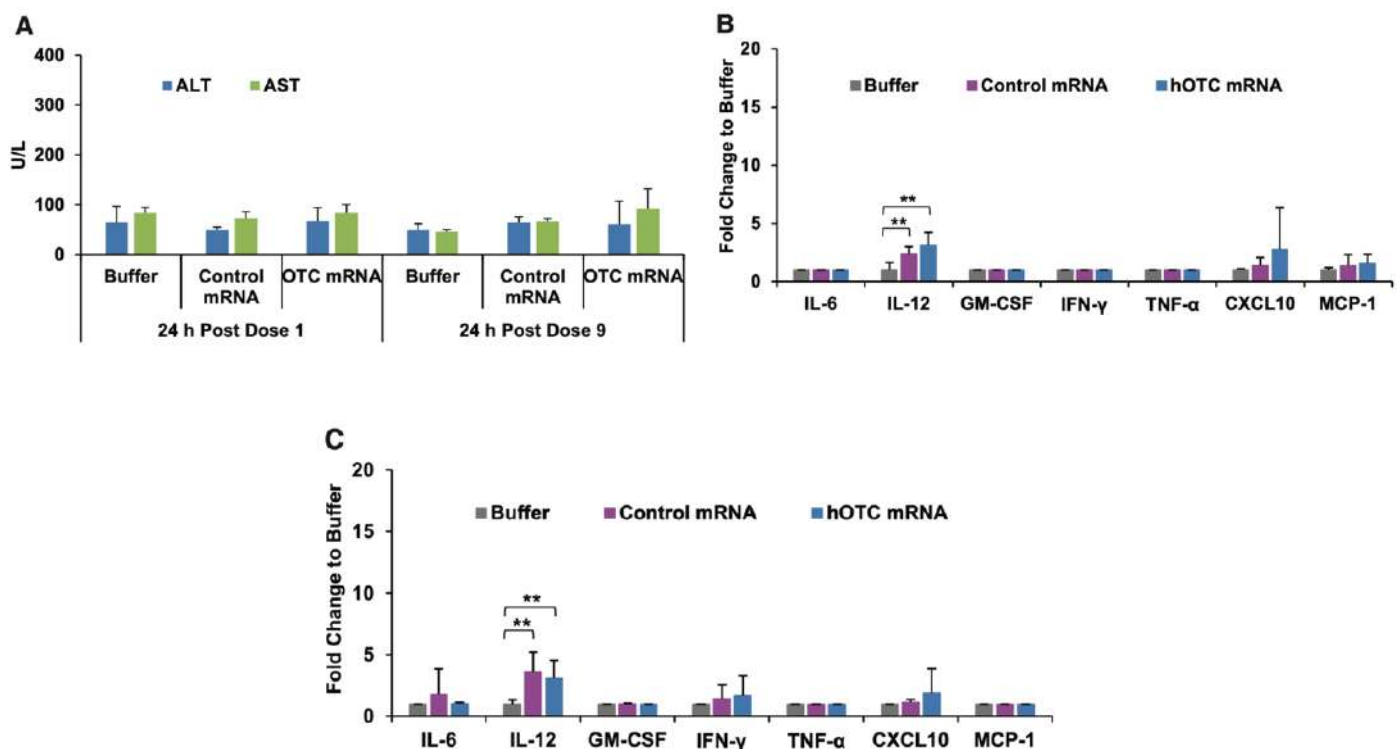 A
400
300
200
100
0
U/L
ALT AST
Buffer Control mRNA OTC mRNA Buffer Control mRNA OTC mRNA
24 h Post Dose 1 24 h Post Dose 9
B
20
15
10
5
0
Fold Change to Buffer
Buffer Control mRNA hOTC mRNA
**
**
IL-6 IL-12 GM-CSF IFN-γ TNF-α CXCL10 MCP-1
C
20
15
10
5
0
Fold Change to Buffer
Buffer Control mRNA hOTC mRNA
**
**
IL-6 IL-12 GM-CSF IFN-γ TNF-α CXCL10 MCP-1